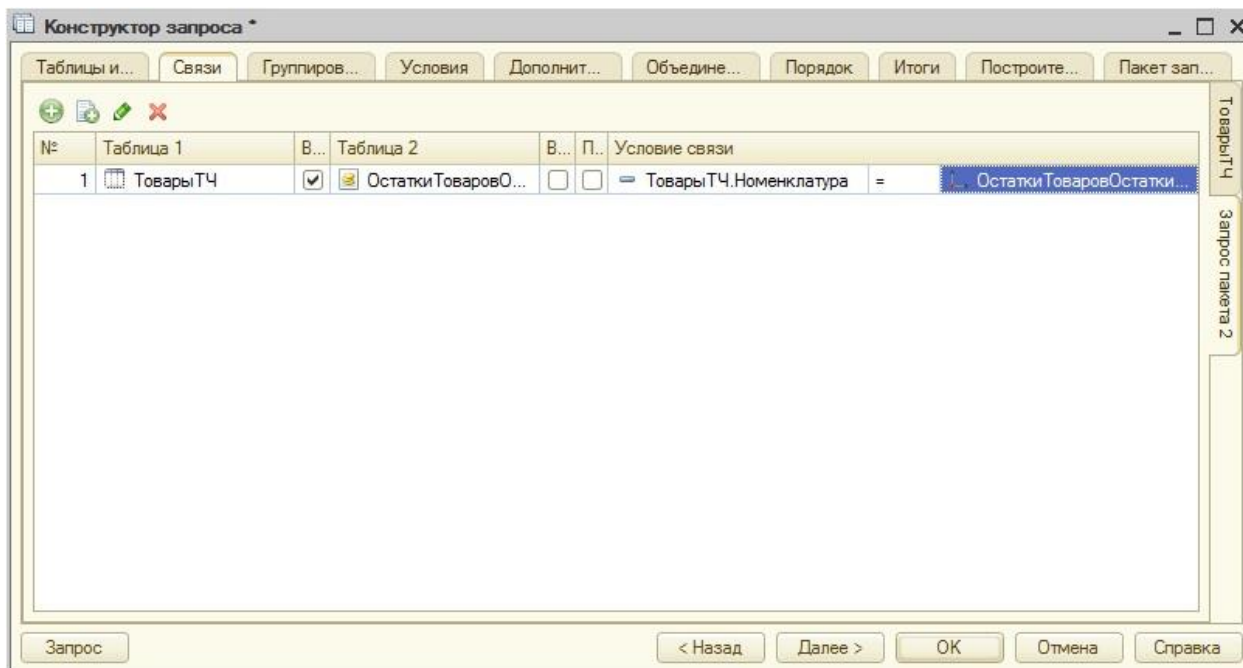 Конструктор запроса *
Таблицы и... Связи Группиров... Условия Дополнит... Объедине... Порядок Итоги Построите... Пакет зап...
№ Таблица 1 В... Таблица 2 В... П.. Условие связи
1 ТоварыТЧ ОстаткиТоваровО... ТоварыТЧ.Номенклатура = ОстаткиТоваровОстатки...
ТоварыТЧ
Запрос пакета 2
Запрос < Назад Далее > OK Отмена Справка